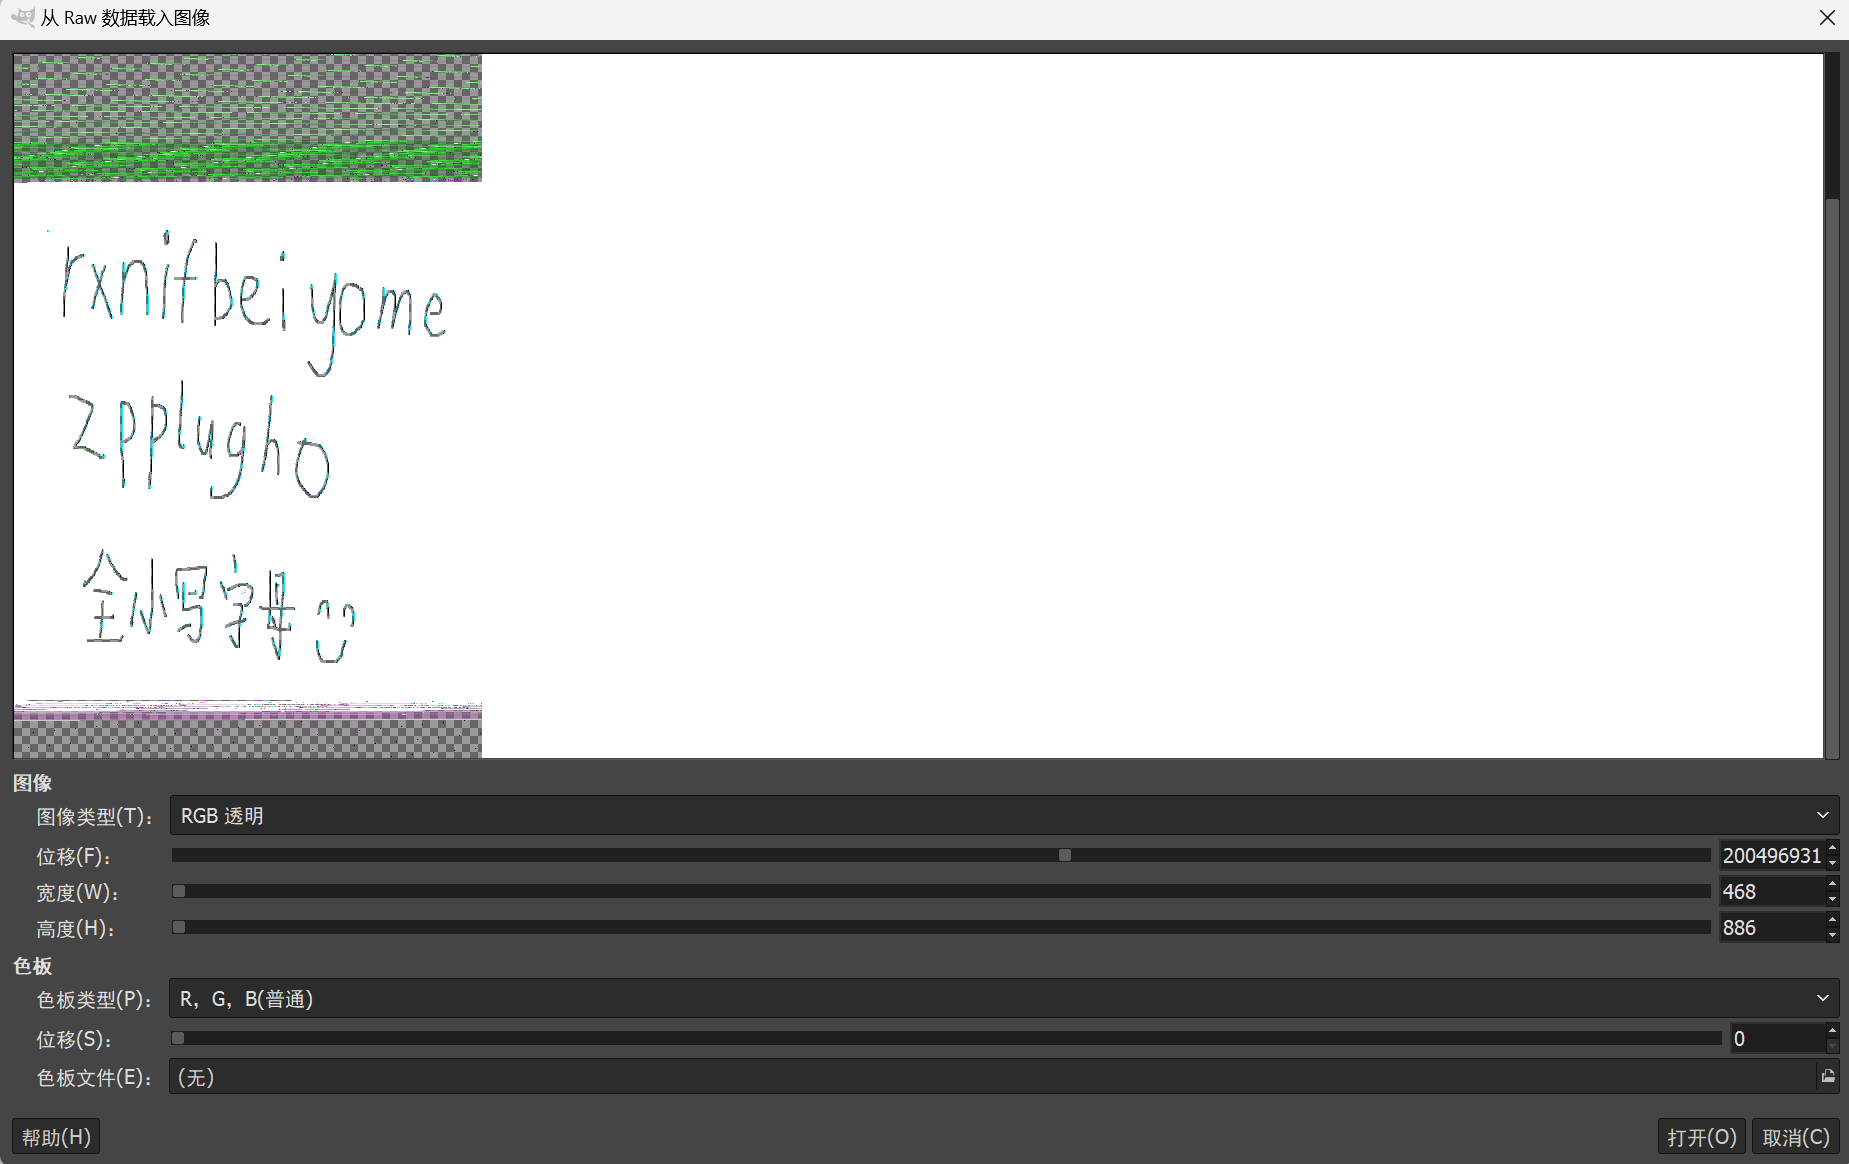 从 Raw 数据载入图像
rxnifbeiyome
zpplugho
全小写字母
图像
图像类型(T)： RGB 透明
位移(F)： 200496931
宽度(W)： 468
高度(H)： 886
色板
色板类型(P)： R，G，B(普通)
位移(S)： 0
色板文件(E)： (无)
帮助(H) 打开(O) 取消(C)